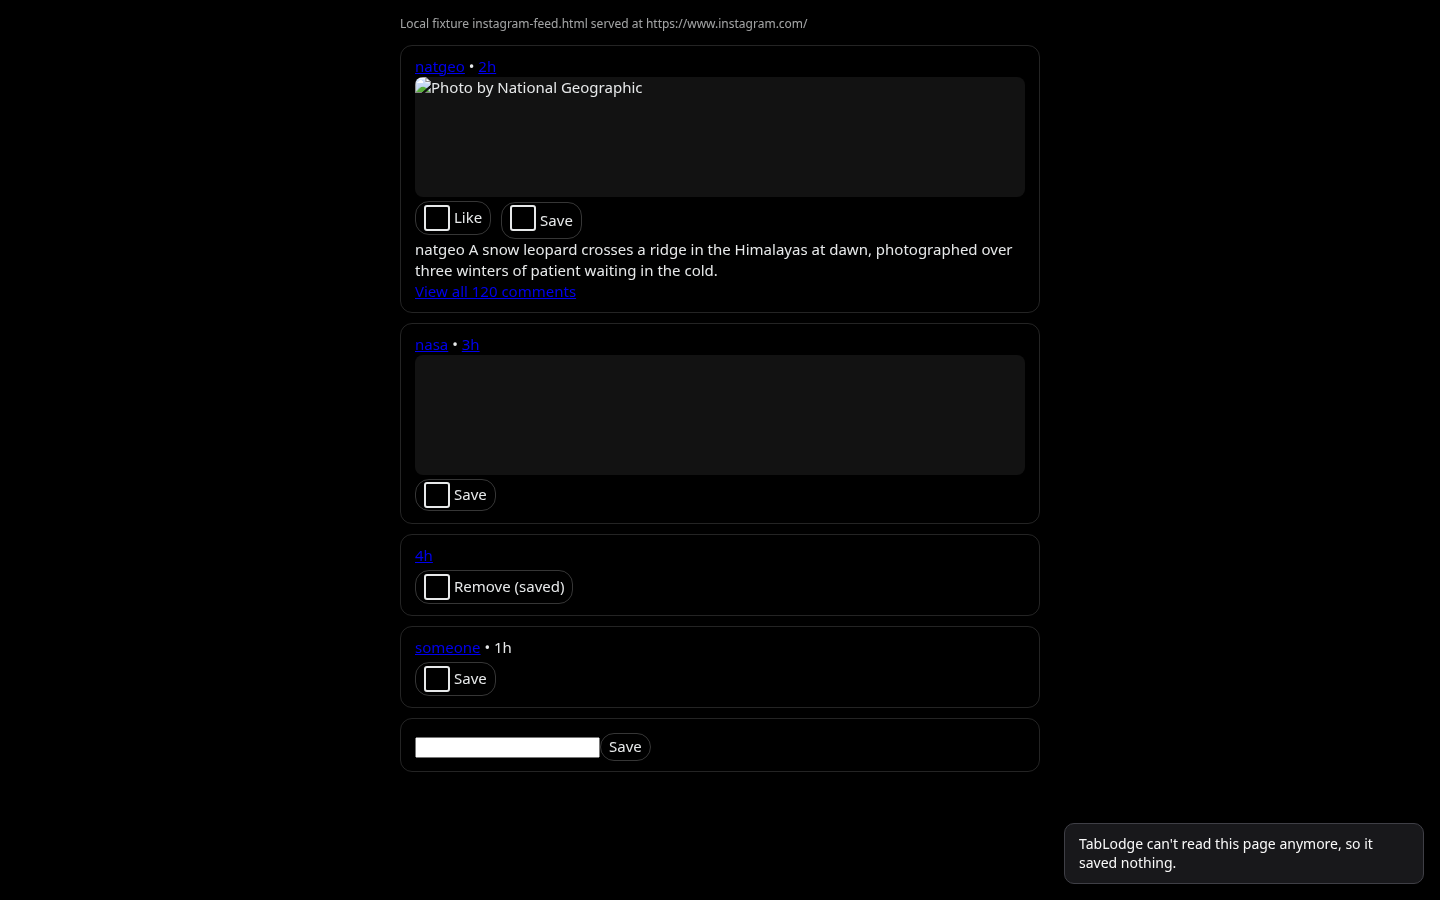 Local fixture instagram-feed.html served at https://www.instagram.com/
natgeo • 2h
Photo by National Geographic
Like
Save
natgeo A snow leopard crosses a ridge in the Himalayas at dawn, photographed over
three winters of patient waiting in the cold.
View all 120 comments
nasa • 3h
Save
4h
Remove (saved)
someone • 1h
Save
Save
TabLodge can't read this page anymore, so it
saved nothing.